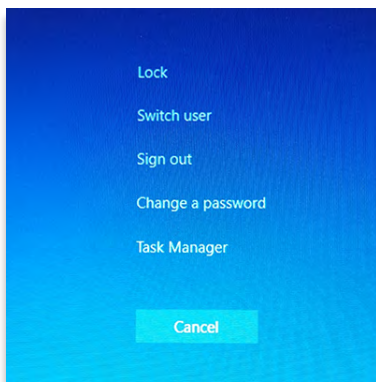 Lock
Switch user
Sign out
Change a password
Task Manager
Cancel